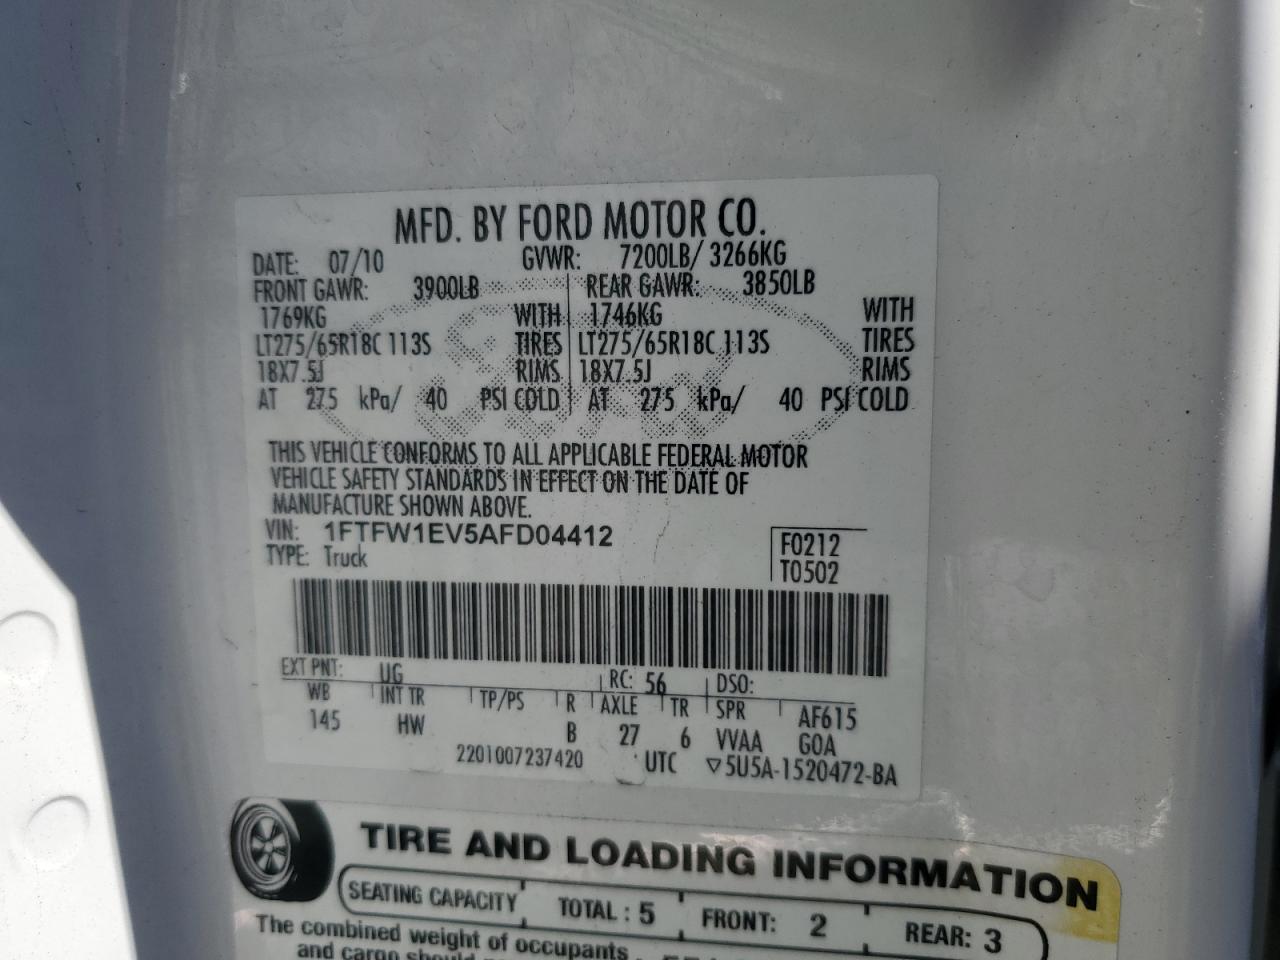 MFD. BY FORD MOTOR CO.
DATE: 07/10 GVWR: 7200LB/ 3266KG
FRONT GAWR: 3900LB REAR GAWR: 3850LB
1769KG WITH 1746KG WITH
LT275/65R18C 113S TIRES LT275/65R18C 113S TIRES
18X7.5J RIMS 18X7.5J RIMS
AT 275 kPa/ 40 PSI COLD AT 275 kPa/ 40 PSI COLD
THIS VEHICLE CONFORMS TO ALL APPLICABLE FEDERAL MOTOR
VEHICLE SAFETY STANDARDS IN EFFECT ON THE DATE OF
MANUFACTURE SHOWN ABOVE.
VIN: 1FTFW1EV5AFD04412
TYPE: Truck
F0212
T0502
EXT PNT: UG RC: 56 DSO:
WB INT TR TP/PS R AXLE TR SPR AF615
145 HW B 27 6 VVAA GOA
2201007237420 UTC ▽5U5A-1520472-BA
TIRE AND LOADING INFORMATION
SEATING CAPACITY TOTAL : 5 FRONT: 2 REAR: 3
The combined weight of occupants
and cargo should